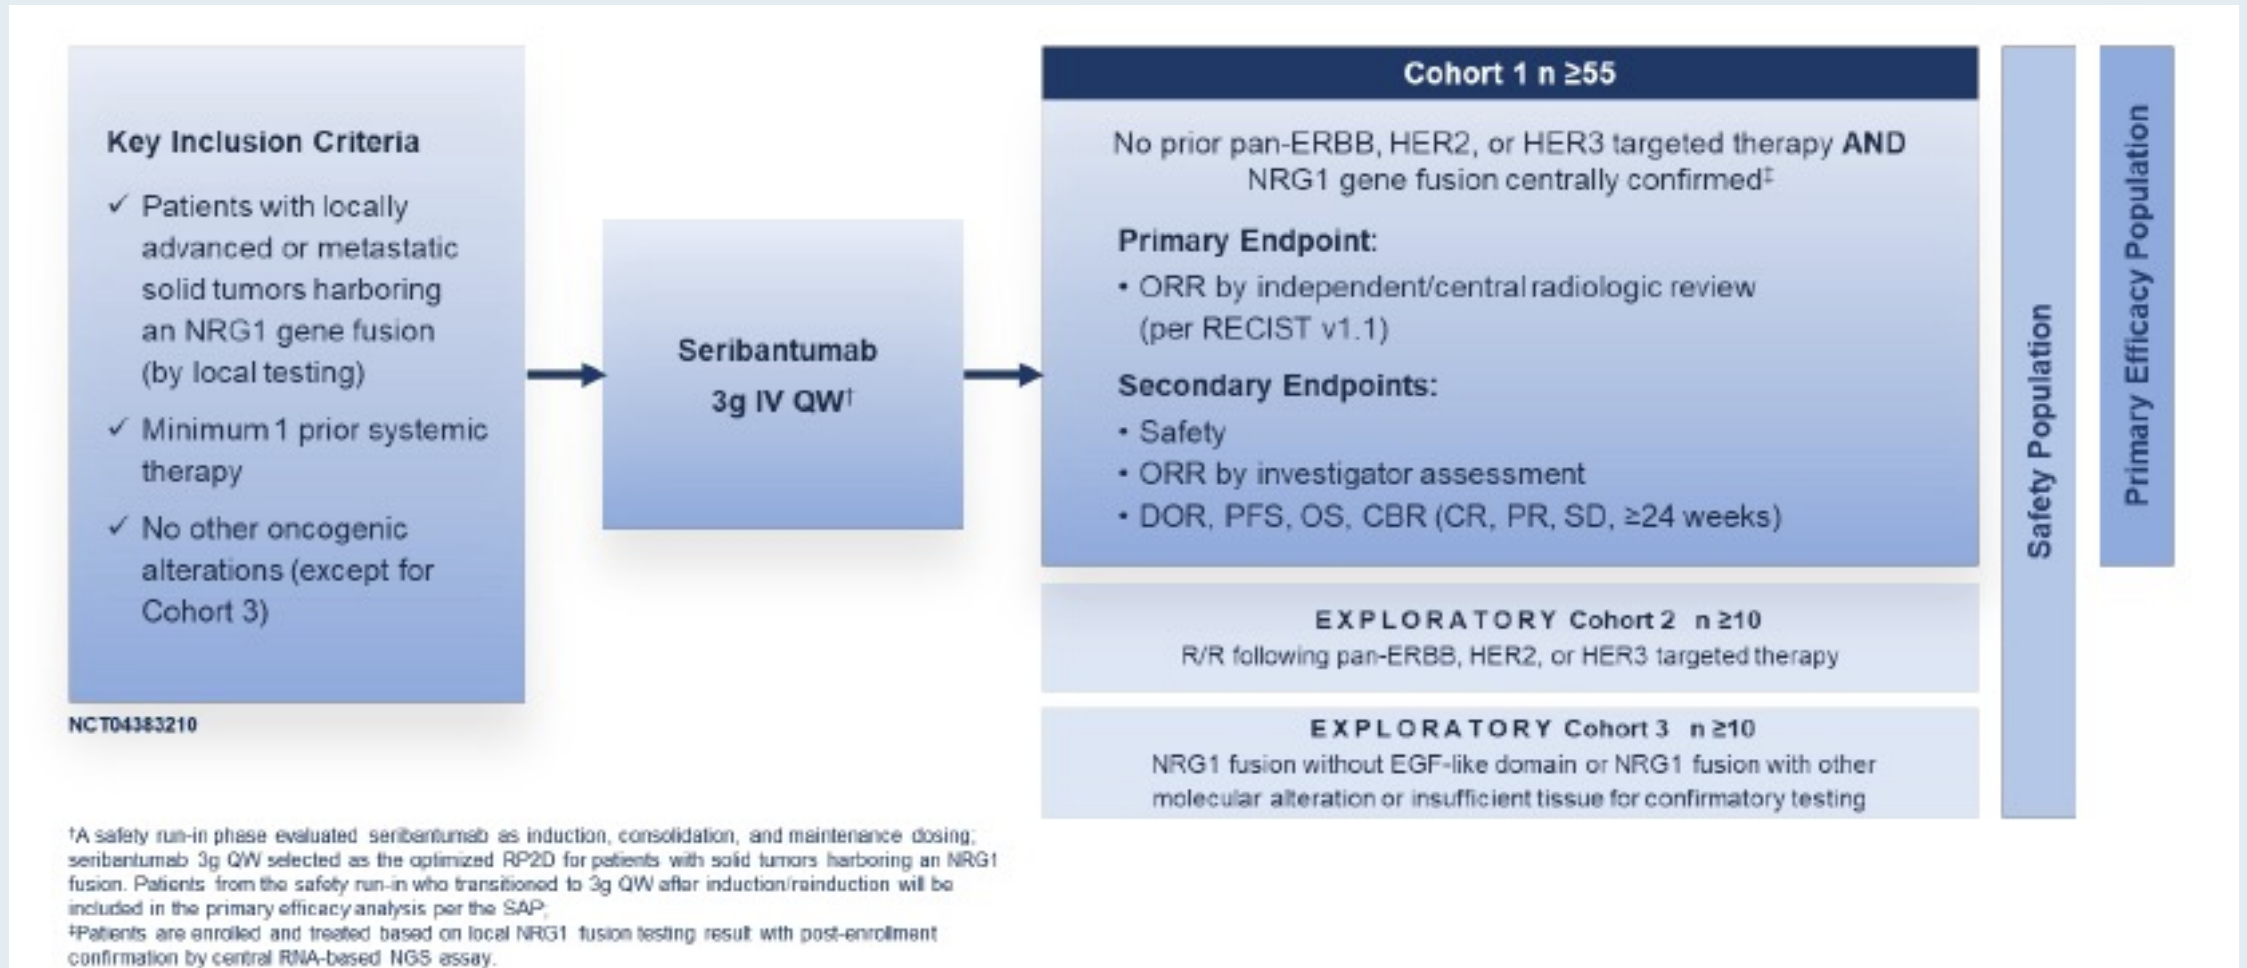 Key Inclusion Criteria
✓ Patients with locally
advanced or metastatic
solid tumors harboring
an NRG1 gene fusion
(by local testing)
✓ Minimum 1 prior systemic
therapy
✓ No other oncogenic
alterations (except for
Cohort 3)
NCT04383210
Seribantumab
3g IV QW†
Cohort 1 n ≥55
No prior pan-ERBB, HER2, or HER3 targeted therapy AND
NRG1 gene fusion centrally confirmed‡
Primary Endpoint:
• ORR by independent/central radiologic review
(per RECIST v1.1)
Secondary Endpoints:
• Safety
• ORR by investigator assessment
• DOR, PFS, OS, CBR (CR, PR, SD, ≥24 weeks)
EXPLORATORY Cohort 2 n ≥10
R/R following pan-ERBB, HER2, or HER3 targeted therapy
EXPLORATORY Cohort 3 n ≥10
NRG1 fusion without EGF-like domain or NRG1 fusion with other
molecular alteration or insufficient tissue for confirmatory testing
Safety Population
Primary Efficacy Population
†A safety run-in phase evaluated seribantumab as induction, consolidation, and maintenance dosing;
seribantumab 3g QW selected as the optimized RP2D for patients with solid tumors harboring an NRG1
fusion. Patients from the safety run-in who transitioned to 3g QW after induction/reinduction will be
included in the primary efficacy analysis per the SAP;
‡Patients are enrolled and treated based on local NRG1 fusion testing result with post-enrollment
confirmation by central RNA-based NGS assay.